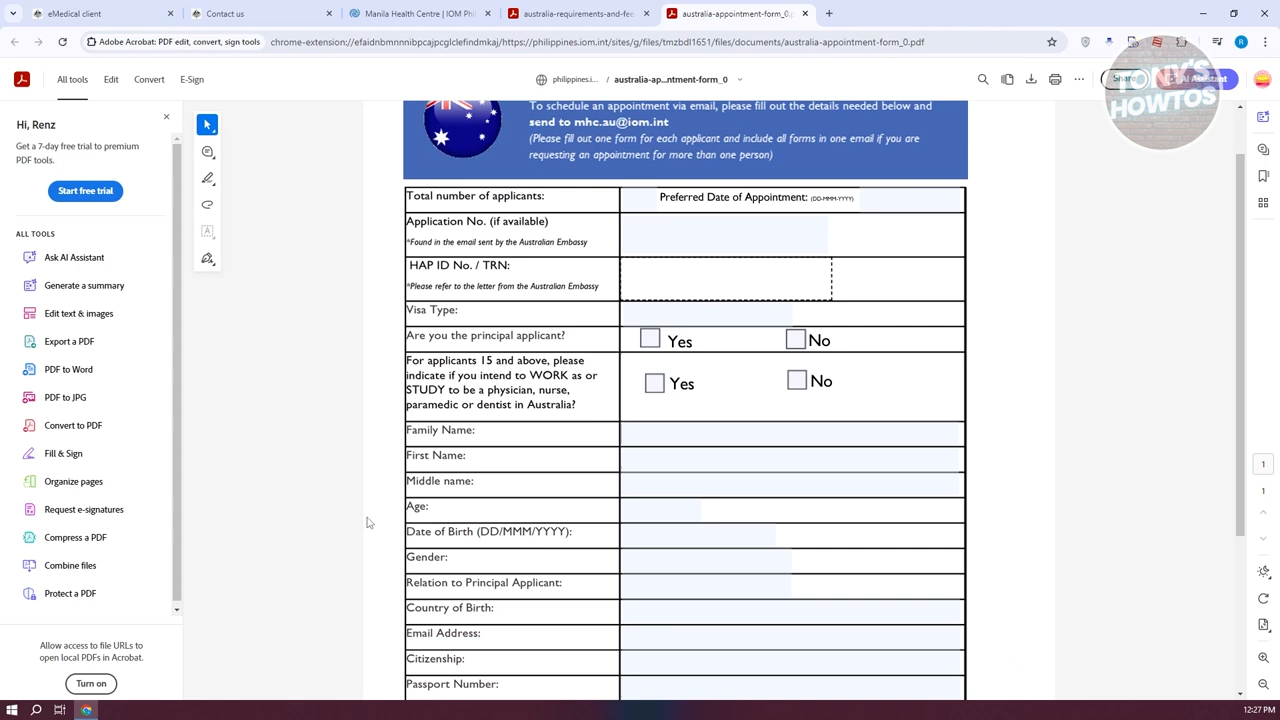 eMedical client
Contact us
Manila Health Centre | IOM Phil
australia-requirements-and-fee
australia-appointment-form_0.p
Adobe Acrobat: PDF edit, convert, sign tools
chrome-extension://efaidnbmnnnibpcajpcglclefindmkaj/https://philippines.iom.int/sites/g/files/tmzbdl1651/files/documents/australia-appointment-form_0.pdf
All tools
Edit
Convert
E-Sign
philippines.i...
australia-ap...ntment-form_0
Share
AI Assistant
TONY'S
HOWTOS
Hi, Renz
Get a 7-day free trial to premium
PDF tools.
Start free trial
ALL TOOLS
Ask AI Assistant
Generate a summary
Edit text & images
Export a PDF
PDF to Word
PDF to JPG
Convert to PDF
Fill & Sign
Organize pages
Request e-signatures
Compress a PDF
Combine files
Protect a PDF
Allow access to file URLs to
open local PDFs in Acrobat.
Turn on
To schedule an appointment via email, please fill out the details needed below and
send to mhc.au@iom.int
(Please fill out one form for each applicant and include all forms in one email if you are
requesting an appointment for more than one person)
Total number of applicants:
Preferred Date of Appointment: (DD-MMM-YYYY)
Application No. (if available)
*Found in the email sent by the Australian Embassy
HAP ID No. / TRN:
*Please refer to the letter from the Australian Embassy
Visa Type:
Are you the principal applicant?
Yes
No
For applicants 15 and above, please
indicate if you intend to WORK as or
STUDY to be a physician, nurse,
paramedic or dentist in Australia?
Yes
No
Family Name:
First Name:
Middle name:
Age:
Date of Birth (DD/MMM/YYYY):
Gender:
Relation to Principal Applicant:
Country of Birth:
Email Address:
Citizenship:
Passport Number:
1
1
12:27 PM